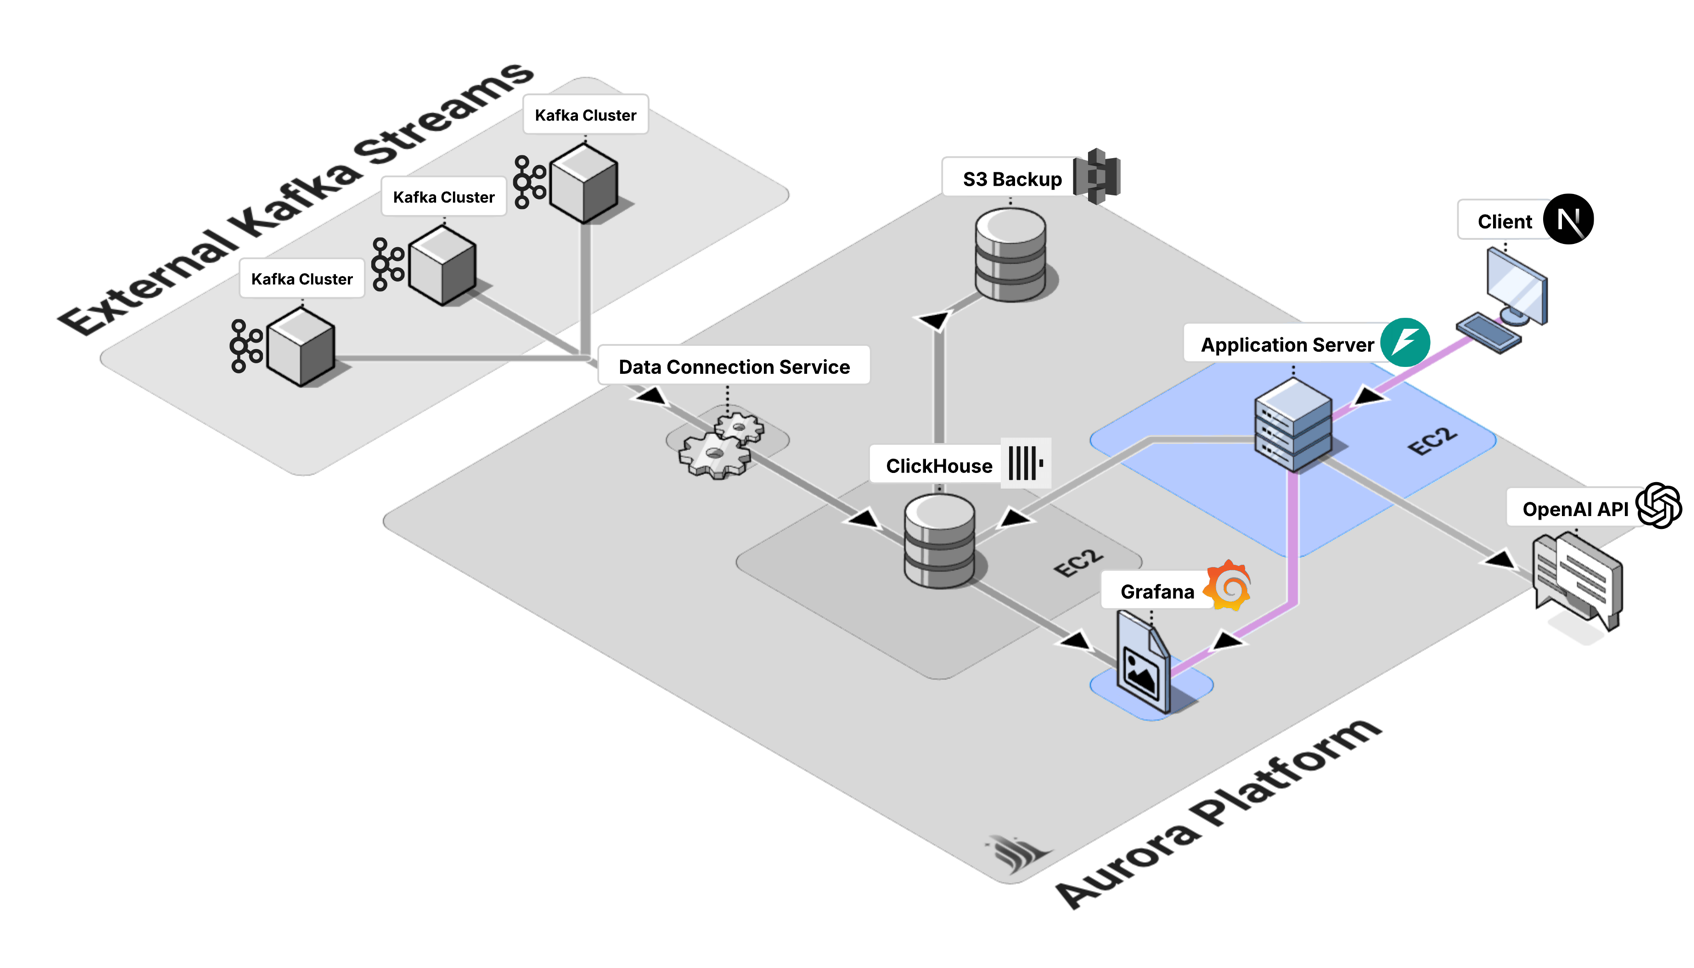 External Kafka Streams
Kafka Cluster
Kafka Cluster
Kafka Cluster
S3 Backup
Client
N
Application Server
Data Connection Service
EC2
ClickHouse
OpenAI API
EC2
Grafana
Aurora Platform